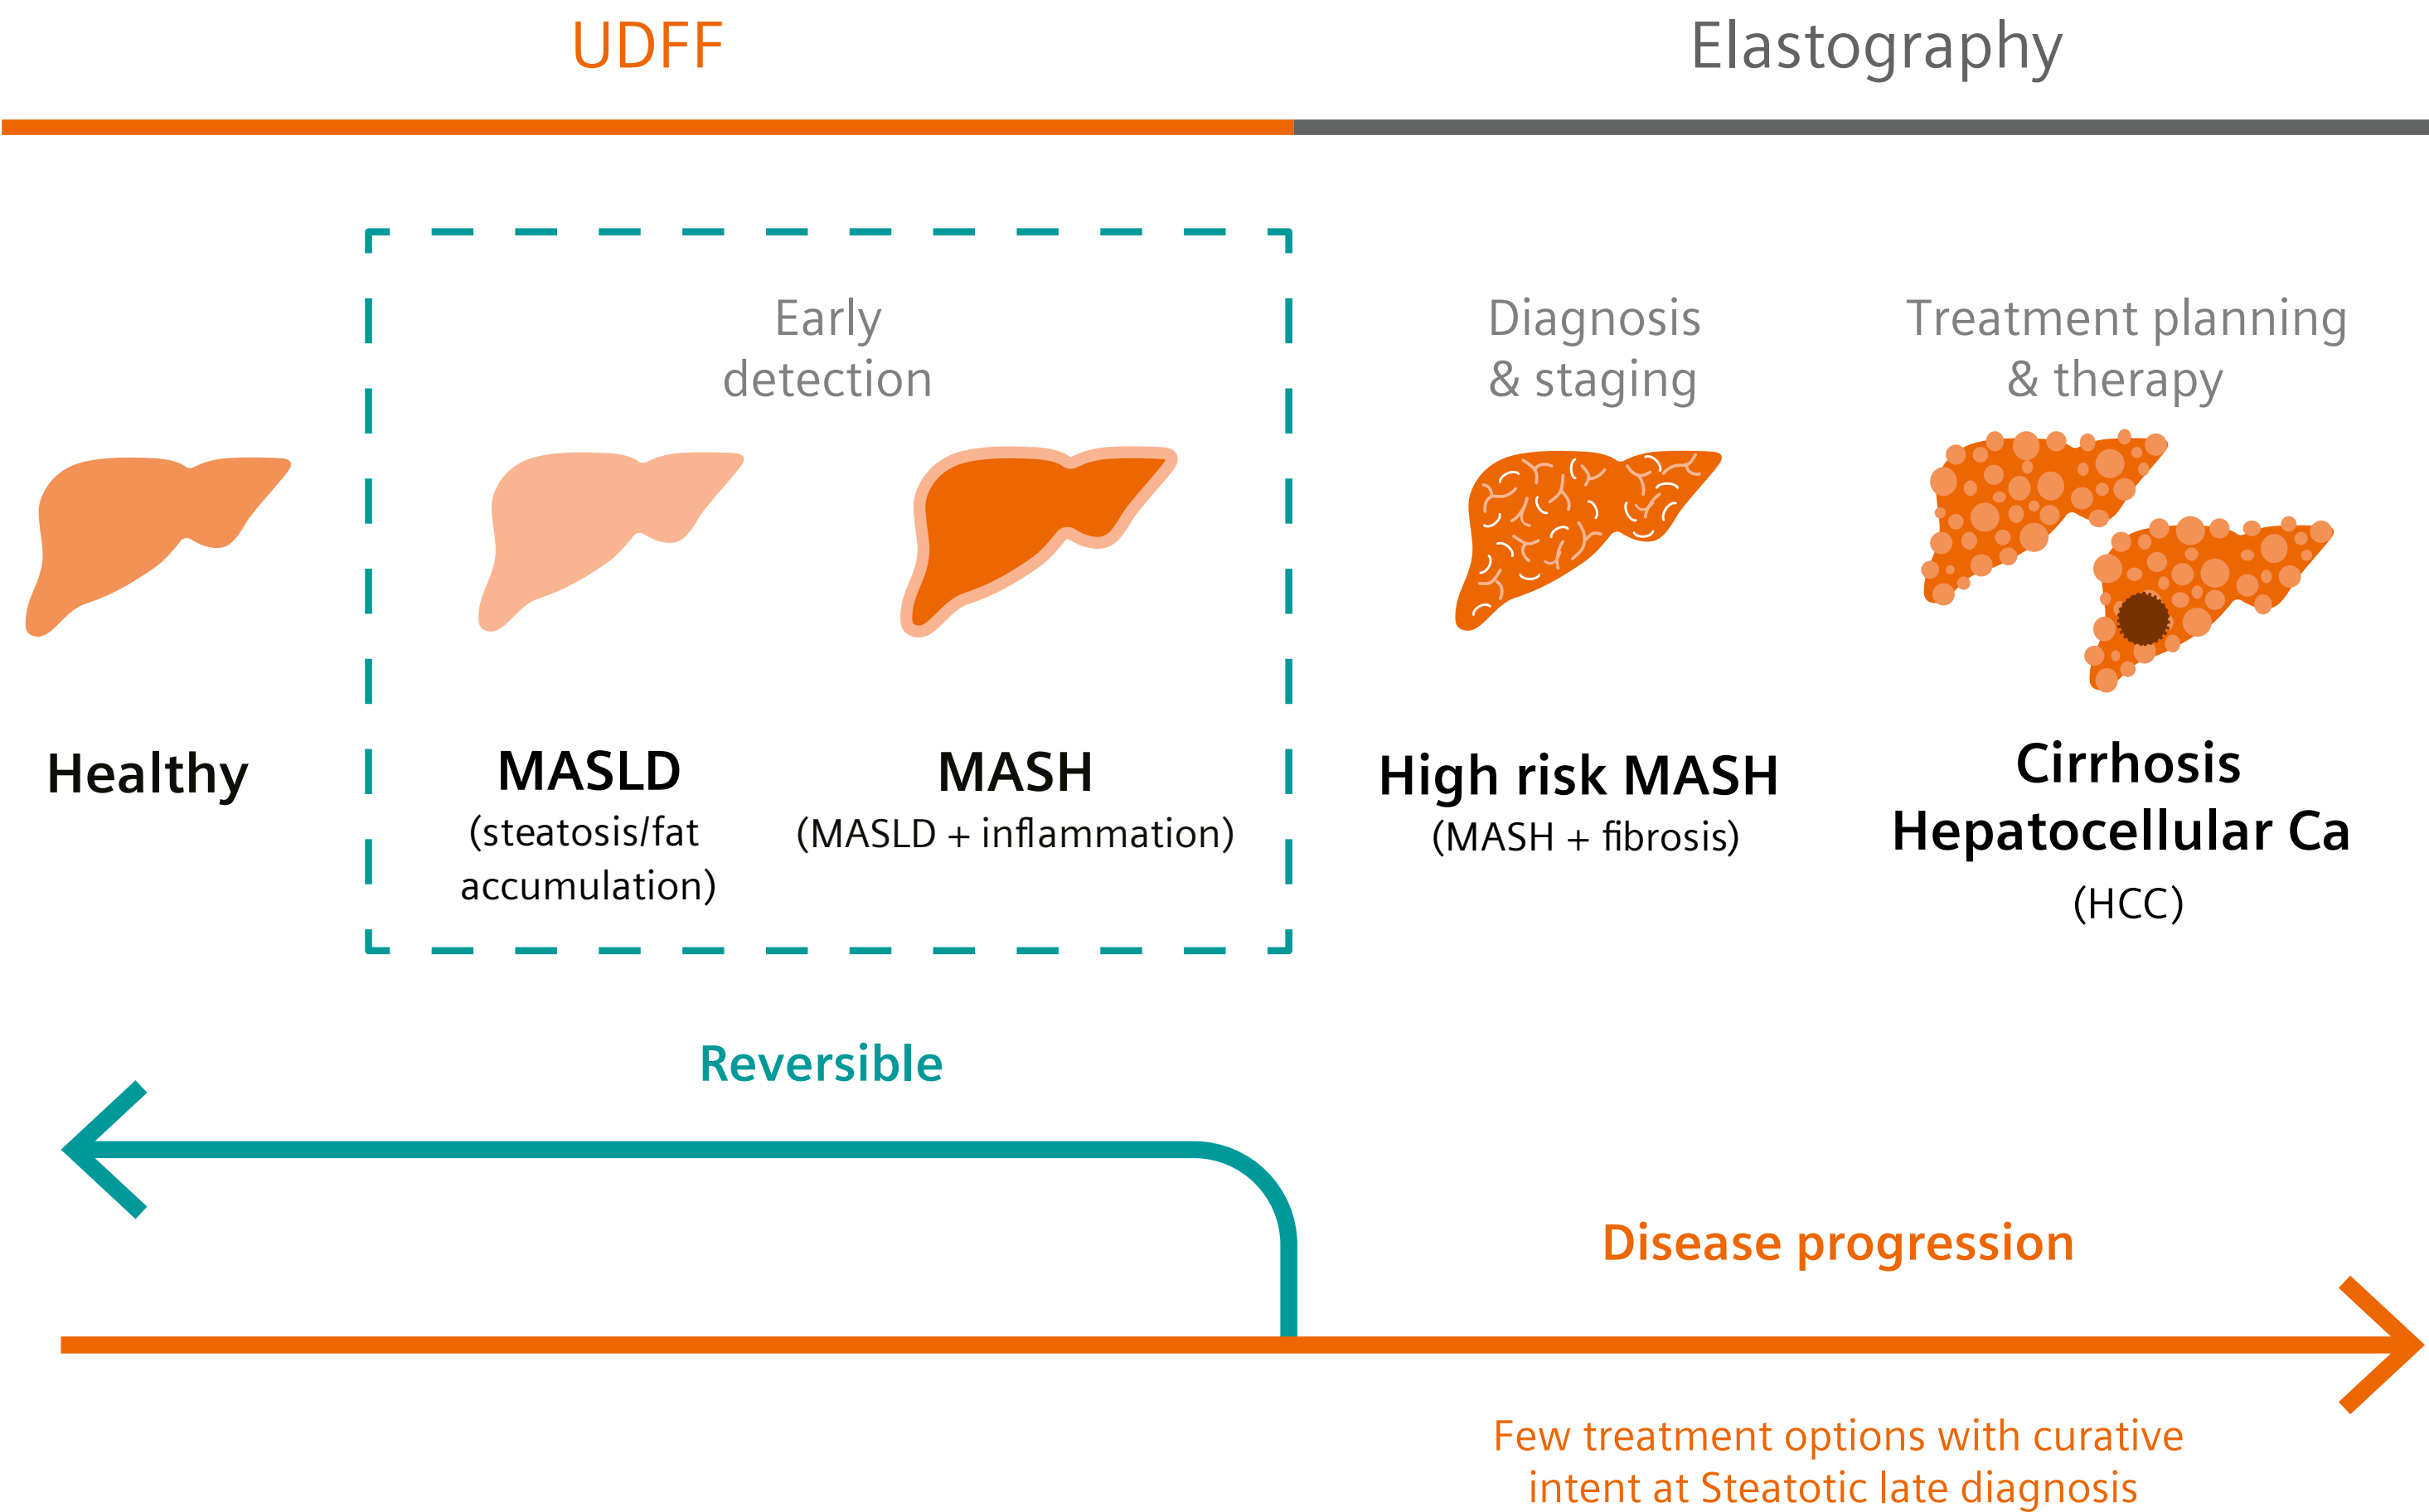 UDFF
Elastography
Early
detection
Diagnosis
& staging
Treatment planning
& therapy
Healthy
MASLD
(steatosis/fat
accumulation)
MASH
(MASLD + inflammation)
High risk MASH
(MASH + fibrosis)
Cirrhosis
Hepatocellular Ca
(HCC)
Reversible
Disease progression
Few treatment options with curative
intent at Steatotic late diagnosis